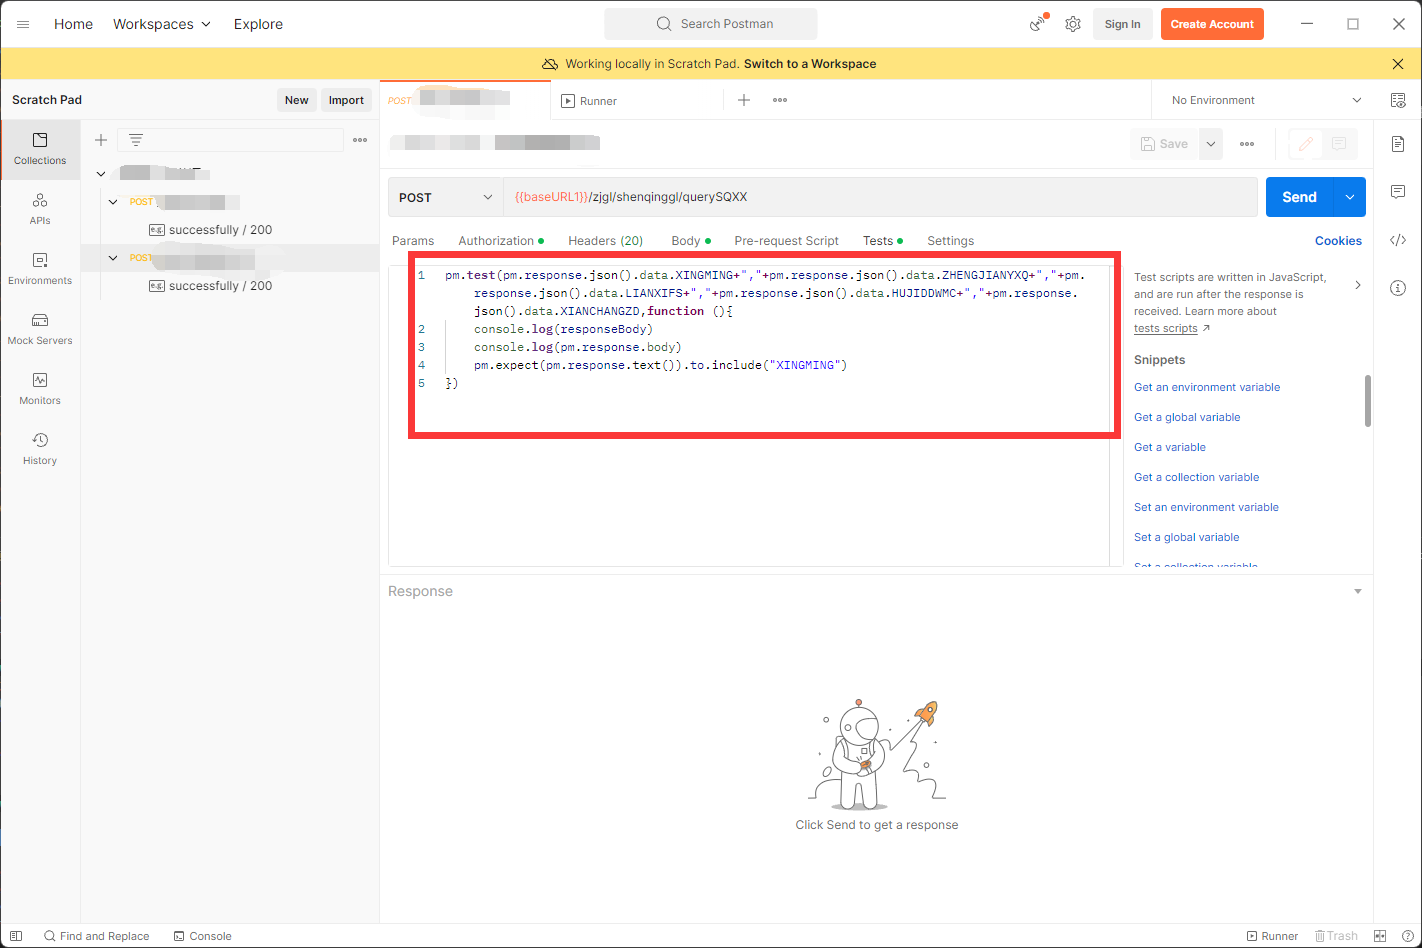 Home
Workspaces
Explore
Search Postman
Sign In
Create Account
Working locally in Scratch Pad. Switch to a Workspace
Scratch Pad
New
Import
POST
Runner
No Environment
Collections
APIs
Environments
Mock Servers
Monitors
History
POST
successfully / 200
POST
successfully / 200
Save
POST
{{baseURL1}}/zjgl/shenqinggl/querySQXX
Send
Params
Authorization
Headers (20)
Body
Pre-request Script
Tests
Settings
Cookies
1 pm.test(pm.response.json().data.XINGMING+","+pm.response.json().data.ZHENGJIANYXQ+","+pm.
response.json().data.LIANXIFS+","+pm.response.json().data.HUJIDDWMC+","+pm.response.
json().data.XIANCHANGZD,function (){
2 console.log(responseBody)
3 console.log(pm.response.body)
4 pm.expect(pm.response.text()).to.include("XINGMING")
5 })
Test scripts are written in JavaScript,
and are run after the response is
received. Learn more about
tests scripts ↗
Snippets
Get an environment variable
Get a global variable
Get a variable
Get a collection variable
Set an environment variable
Set a global variable
Set a collection variable
Response
Click Send to get a response
Find and Replace
Console
Runner
Trash